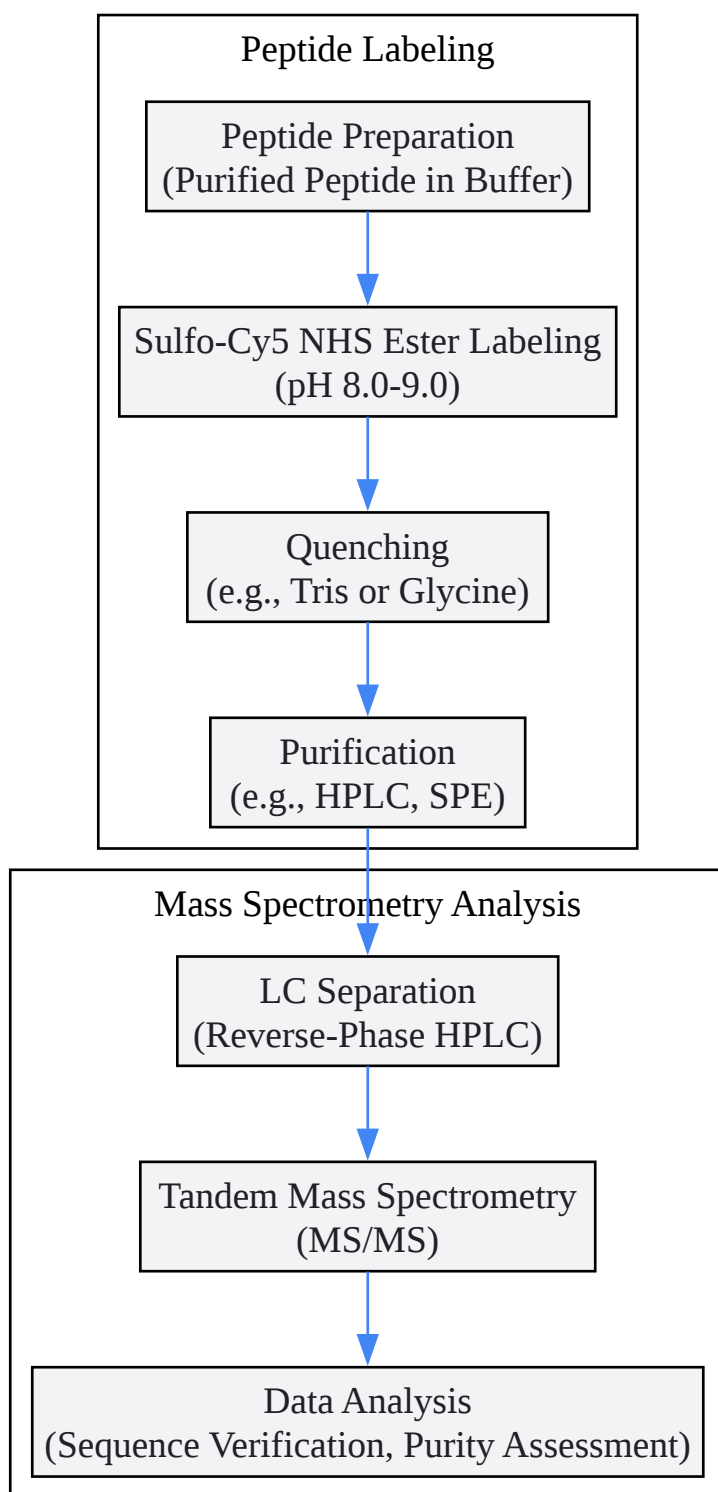 Peptide Labeling
Peptide Preparation
(Purified Peptide in Buffer)
Sulfo-Cy5 NHS Ester Labeling
(pH 8.0-9.0)
Quenching
(e.g., Tris or Glycine)
Purification
(e.g., HPLC, SPE)
Mass Spectrometry Analysis
LC Separation
(Reverse-Phase HPLC)
Tandem Mass Spectrometry
(MS/MS)
Data Analysis
(Sequence Verification, Purity Assessment)